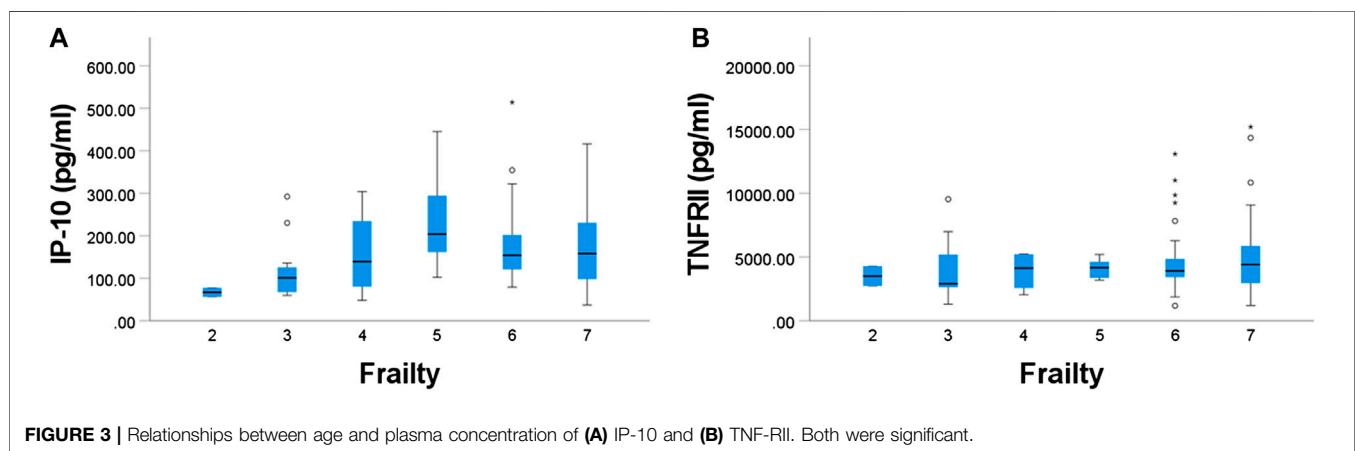 A
600.00
500.00
400.00
300.00
200.00
100.00
.00
IP-10 (pg/ml)
2 3 4 5 6 7
Frailty
B
20000.00
15000.00
10000.00
5000.00
.00
TNFRII (pg/ml)
2 3 4 5 6 7
Frailty
FIGURE 3 | Relationships between age and plasma concentration of (A) IP-10 and (B) TNF-RII. Both were significant.